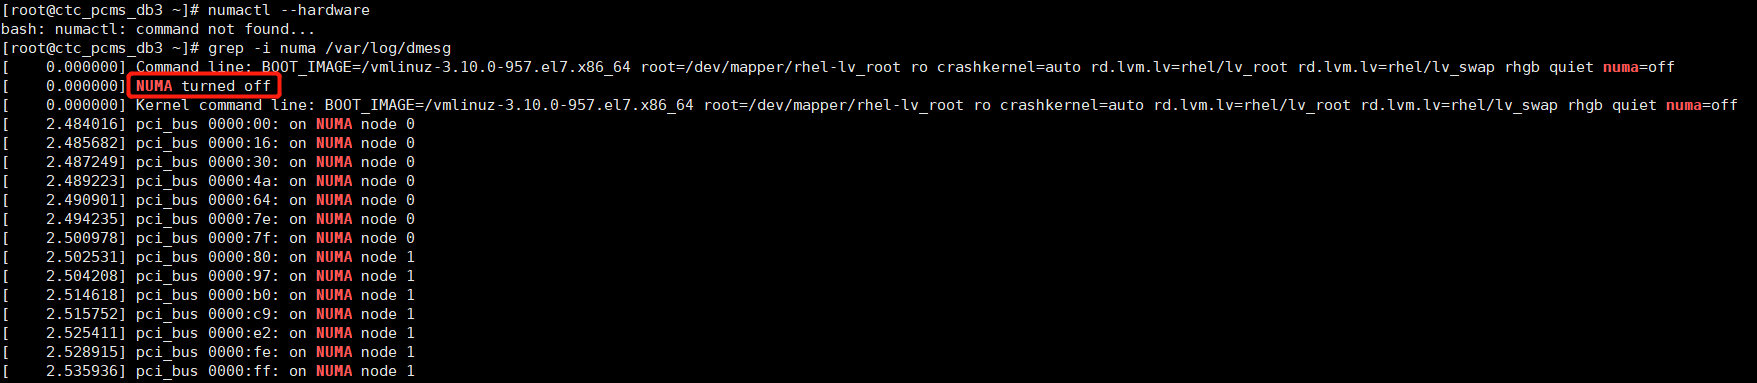 [root@ctc_pcms_db3 ~]# numactl --hardware
bash: numactl: command not found...
[root@ctc_pcms_db3 ~]# grep -i numa /var/log/dmesg
[    0.000000] Command line: BOOT_IMAGE=/vmlinuz-3.10.0-957.el7.x86_64 root=/dev/mapper/rhel-lv_root ro crashkernel=auto rd.lvm.lv=rhel/lv_root rd.lvm.lv=rhel/lv_swap rhgb quiet numa=off
[    0.000000] NUMA turned off
[    0.000000] Kernel command line: BOOT_IMAGE=/vmlinuz-3.10.0-957.el7.x86_64 root=/dev/mapper/rhel-lv_root ro crashkernel=auto rd.lvm.lv=rhel/lv_root rd.lvm.lv=rhel/lv_swap rhgb quiet numa=off
[    2.484016] pci_bus 0000:00: on NUMA node 0
[    2.485682] pci_bus 0000:16: on NUMA node 0
[    2.487249] pci_bus 0000:30: on NUMA node 0
[    2.489223] pci_bus 0000:4a: on NUMA node 0
[    2.490901] pci_bus 0000:64: on NUMA node 0
[    2.494235] pci_bus 0000:7e: on NUMA node 0
[    2.500978] pci_bus 0000:7f: on NUMA node 0
[    2.502531] pci_bus 0000:80: on NUMA node 1
[    2.504208] pci_bus 0000:97: on NUMA node 1
[    2.514618] pci_bus 0000:b0: on NUMA node 1
[    2.515752] pci_bus 0000:c9: on NUMA node 1
[    2.525411] pci_bus 0000:e2: on NUMA node 1
[    2.528915] pci_bus 0000:fe: on NUMA node 1
[    2.535936] pci_bus 0000:ff: on NUMA node 1